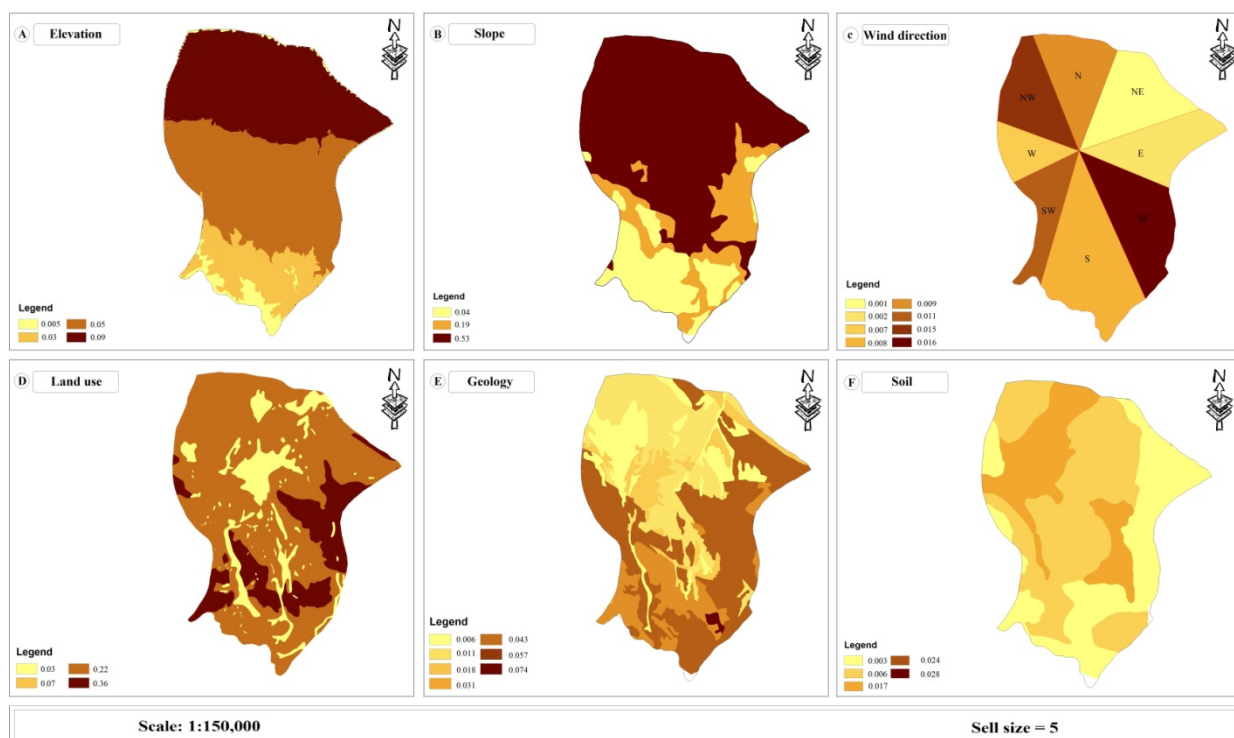 A Elevation
N
Legend
0.005 0.05
0.03 0.09
B Slope
N
Legend
0.04
0.19
0.53
c Wind direction
N
N
NE
NW
W
E
SW
SE
S
Legend
0.001 0.009
0.002 0.011
0.007 0.015
0.008 0.016
D Land use
N
Legend
0.03 0.22
0.07 0.36
E Geology
N
Legend
0.006 0.043
0.011 0.057
0.018 0.074
0.031
F Soil
N
Legend
0.003 0.024
0.006 0.028
0.017
Scale: 1:150,000 Sell size = 5